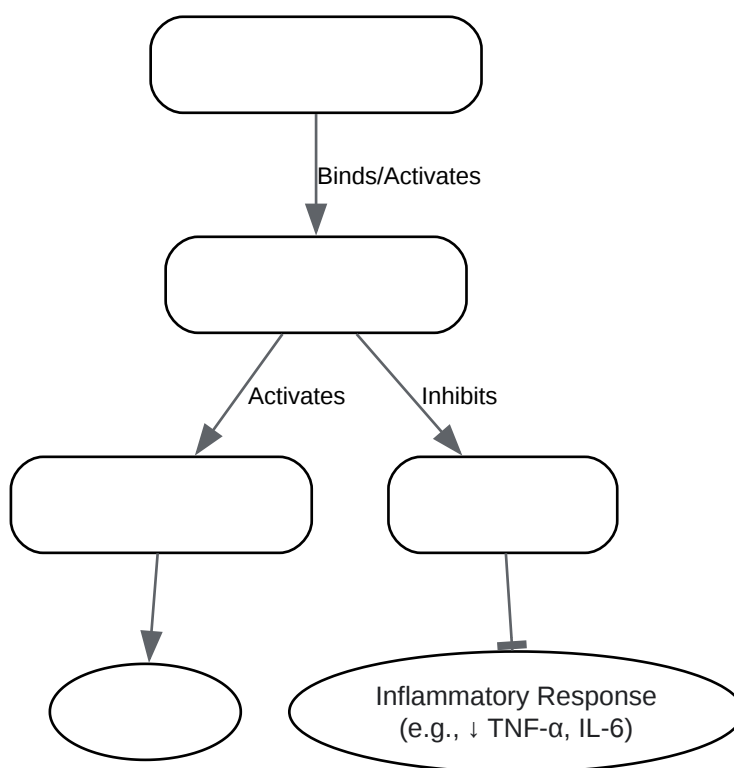 Binds/Activates
Activates
Inhibits
Inflammatory Response
(e.g., ↓ TNF-α, IL-6)